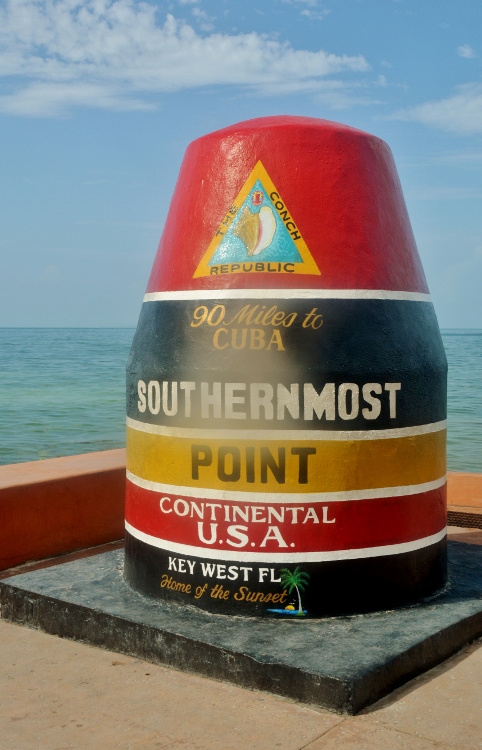 THE CONCH
REPUBLIC
90 Miles to
CUBA
SOUTHERNMOST
POINT
CONTINENTAL
U.S.A.
KEY WEST FL
Home of the Sunset